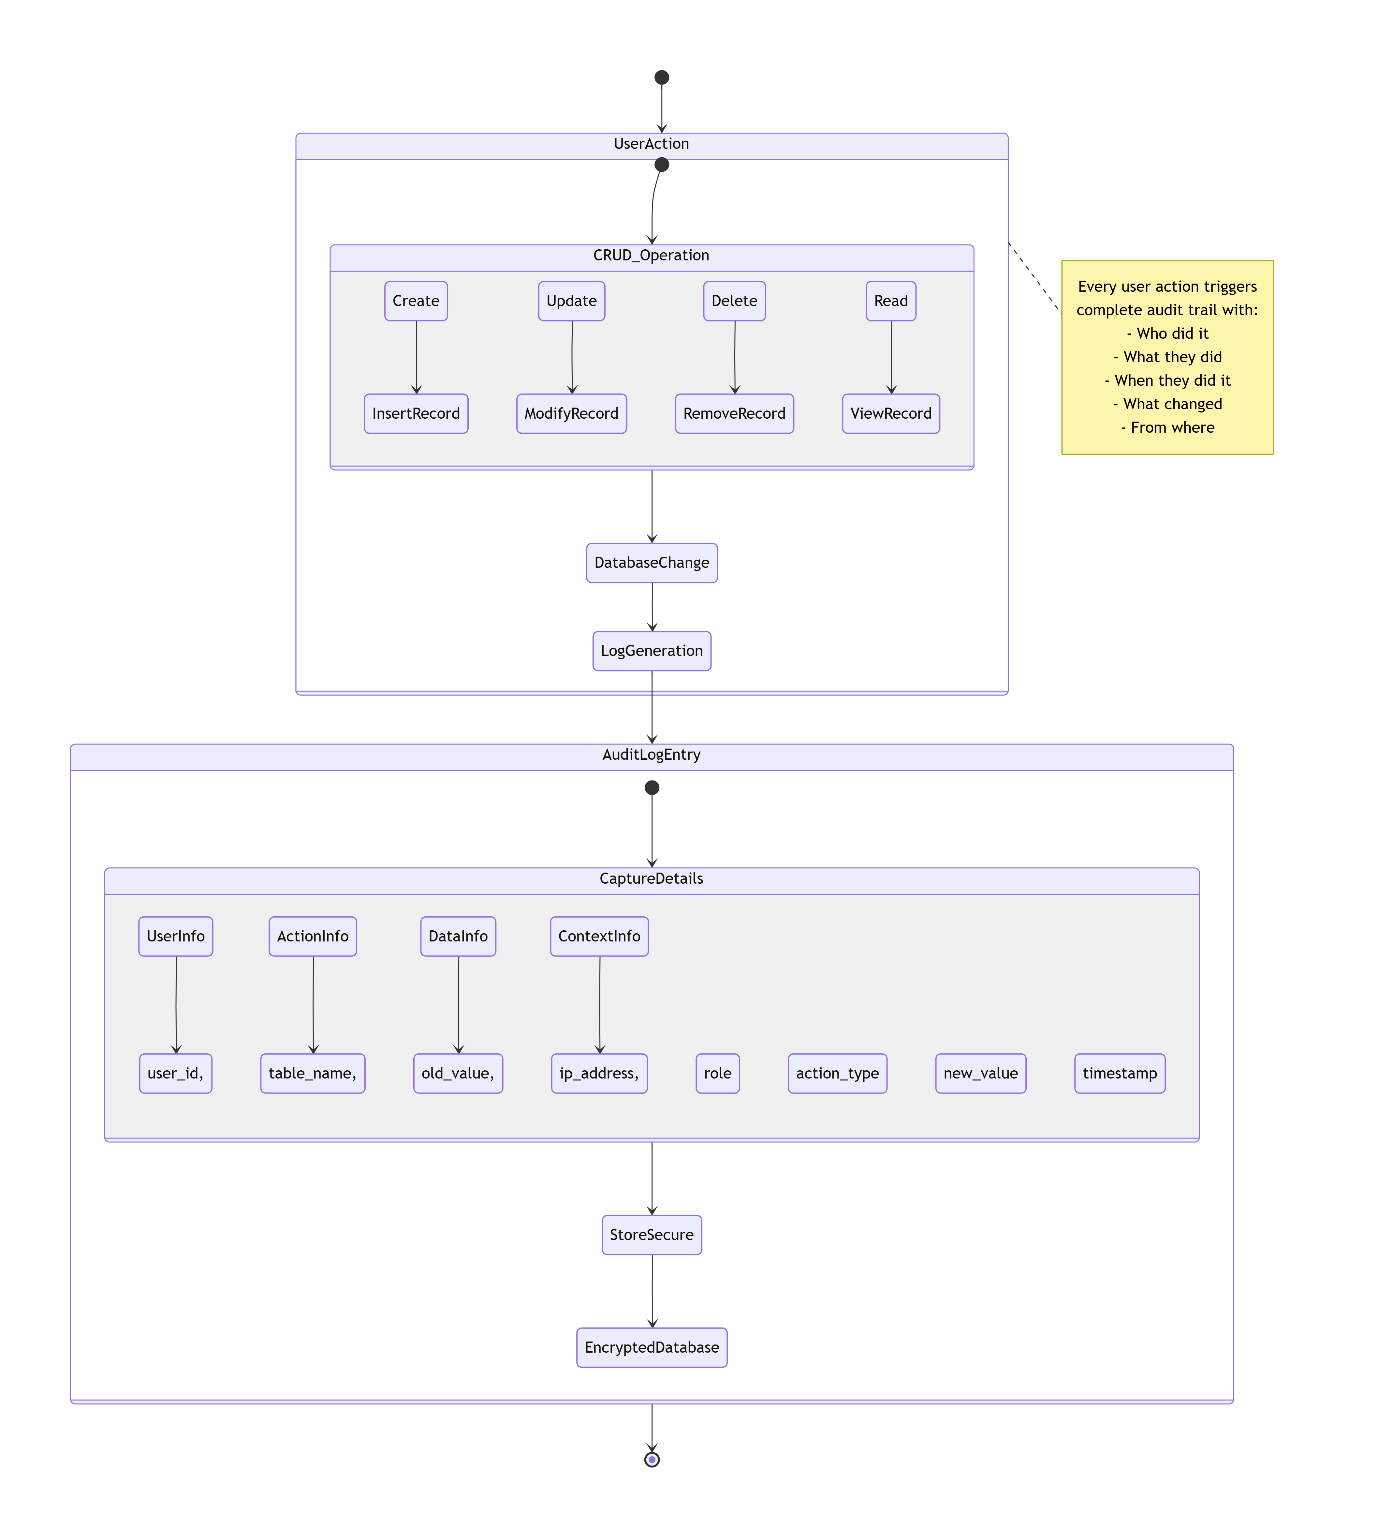 UserAction
CRUD_Operation
Create
Update
Delete
Read
InsertRecord
ModifyRecord
RemoveRecord
ViewRecord
Every user action triggers
complete audit trail with:
- Who did it
- What they did
- When they did it
- What changed
- From where
DatabaseChange
LogGeneration
AuditLogEntry
CaptureDetails
UserInfo
ActionInfo
DataInfo
ContextInfo
user_id,
table_name,
old_value,
ip_address,
role
action_type
new_value
timestamp
StoreSecure
EncryptedDatabase